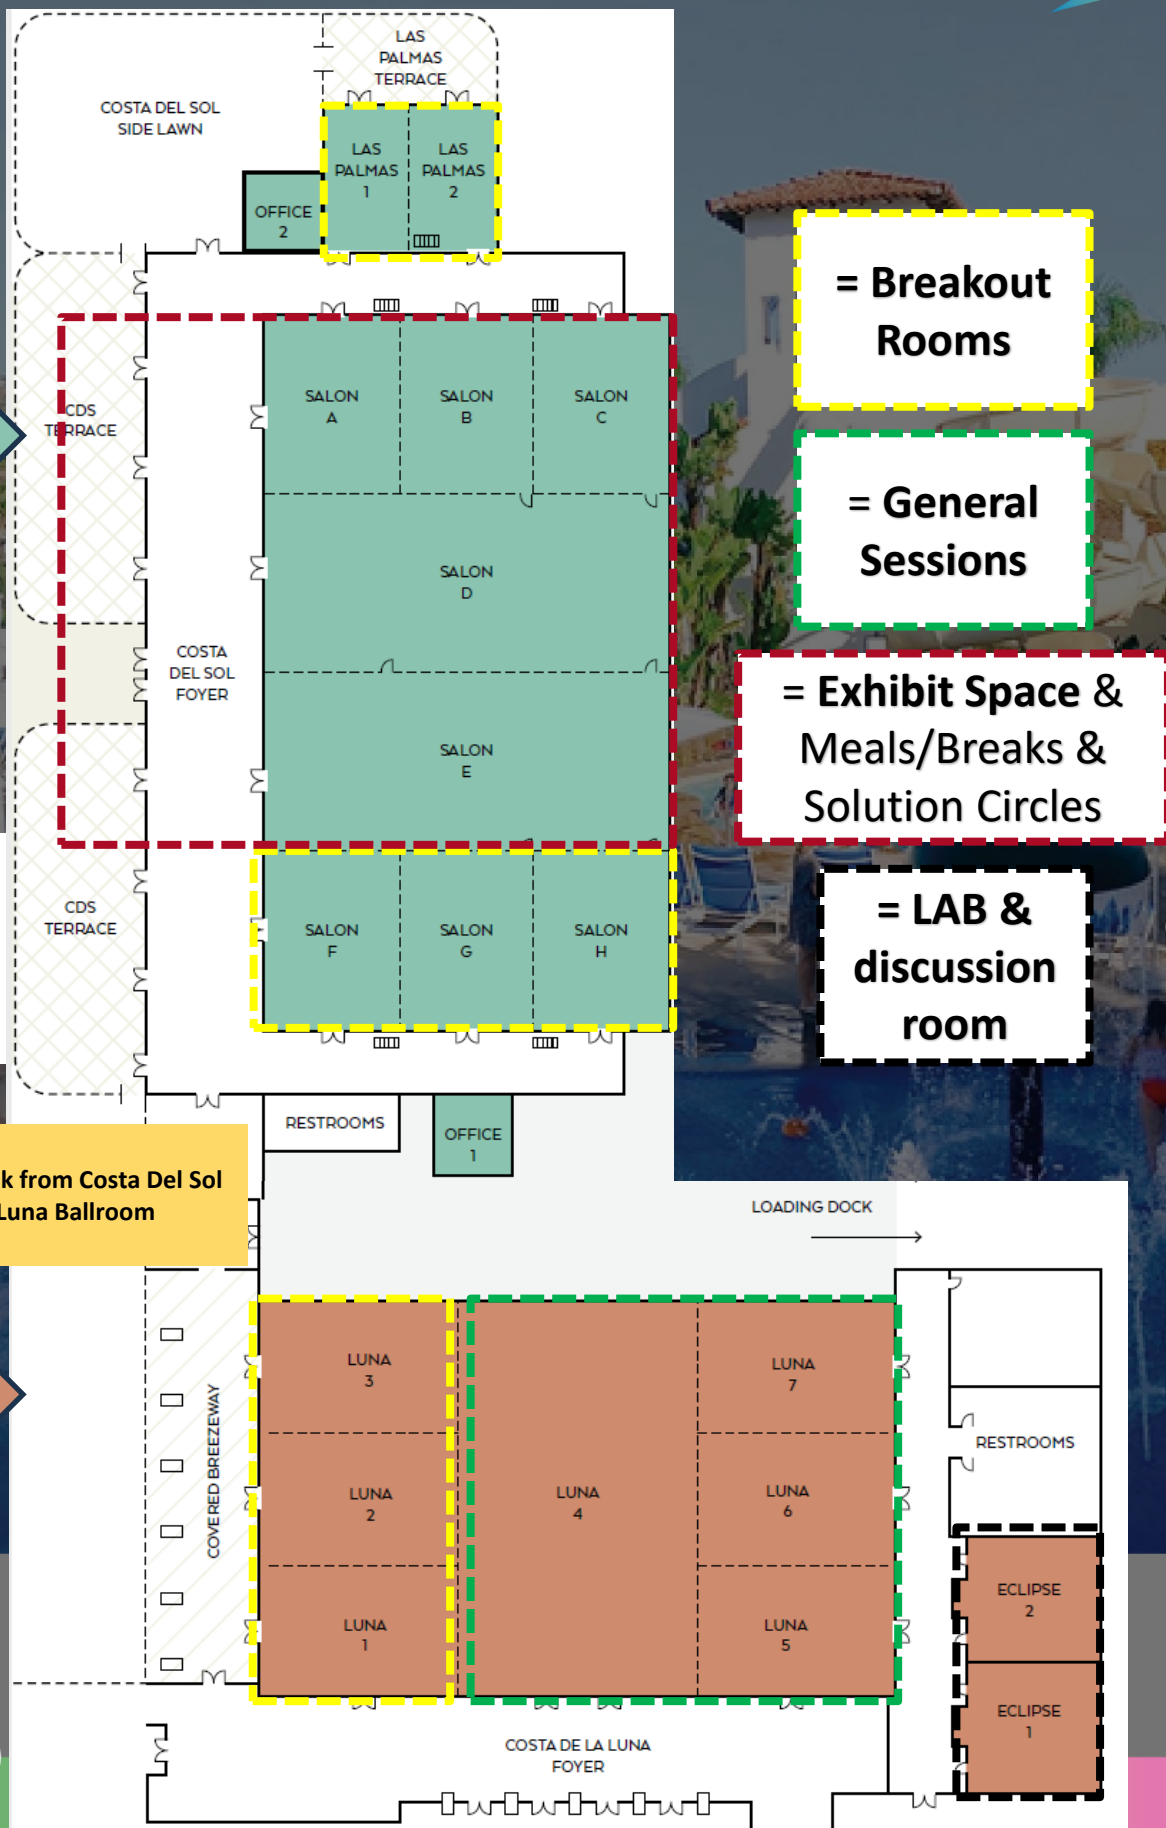 LAS
PALMAS
TERRACE
COSTA DEL SOL
SIDE LAWN
LAS
PALMAS
1
LAS
PALMAS
2
OFFICE
2
= Breakout
Rooms
CDS
TERRACE
SALON
A
SALON
B
SALON
C
= General
Sessions
SALON
D
COSTA
DEL SOL
FOYER
= Exhibit Space &
Meals/Breaks &
Solution Circles
SALON
E
CDS
TERRACE
SALON
F
SALON
G
SALON
H
= LAB &
discussion
room
RESTROOMS
OFFICE
1
k from Costa Del Sol
Luna Ballroom
LOADING DOCK
COVERED BREEZEWAY
LUNA
3
LUNA
7
RESTROOMS
LUNA
2
LUNA
4
LUNA
6
LUNA
1
LUNA
5
ECLIPSE
2
ECLIPSE
1
COSTA DE LA LUNA
FOYER